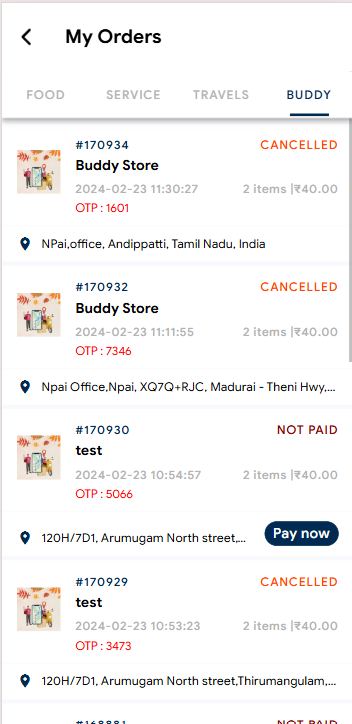 My Orders
FOOD SERVICE TRAVELS BUDDY
#170934 CANCELLED
Buddy Store
2024-02-23 11:30:27 2 items |₹40.00
OTP : 1601
NPai,office, Andippatti, Tamil Nadu, India
#170932 CANCELLED
Buddy Store
2024-02-23 11:11:55 2 items |₹40.00
OTP : 7346
Npai Office,Npai, XQ7Q+RJC, Madurai - Theni Hwy,...
#170930 NOT PAID
test
2024-02-23 10:54:57 2 items |₹40.00
OTP : 5066
120H/7D1, Arumugam North street,... Pay now
#170929 CANCELLED
test
2024-02-23 10:53:23 2 items |₹40.00
OTP : 3473
120H/7D1, Arumugam North street,Thirumangalam,...
#168881 NOT PAID